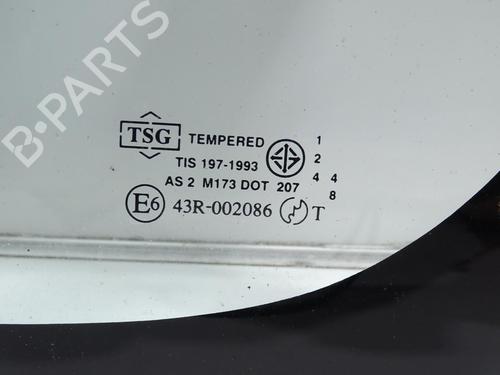 B-PARTS
TSG TEMPERED
TIS 197-1993
AS 2 M173 DOT 207
E6 43R-002086 T
1
2
4 4
8